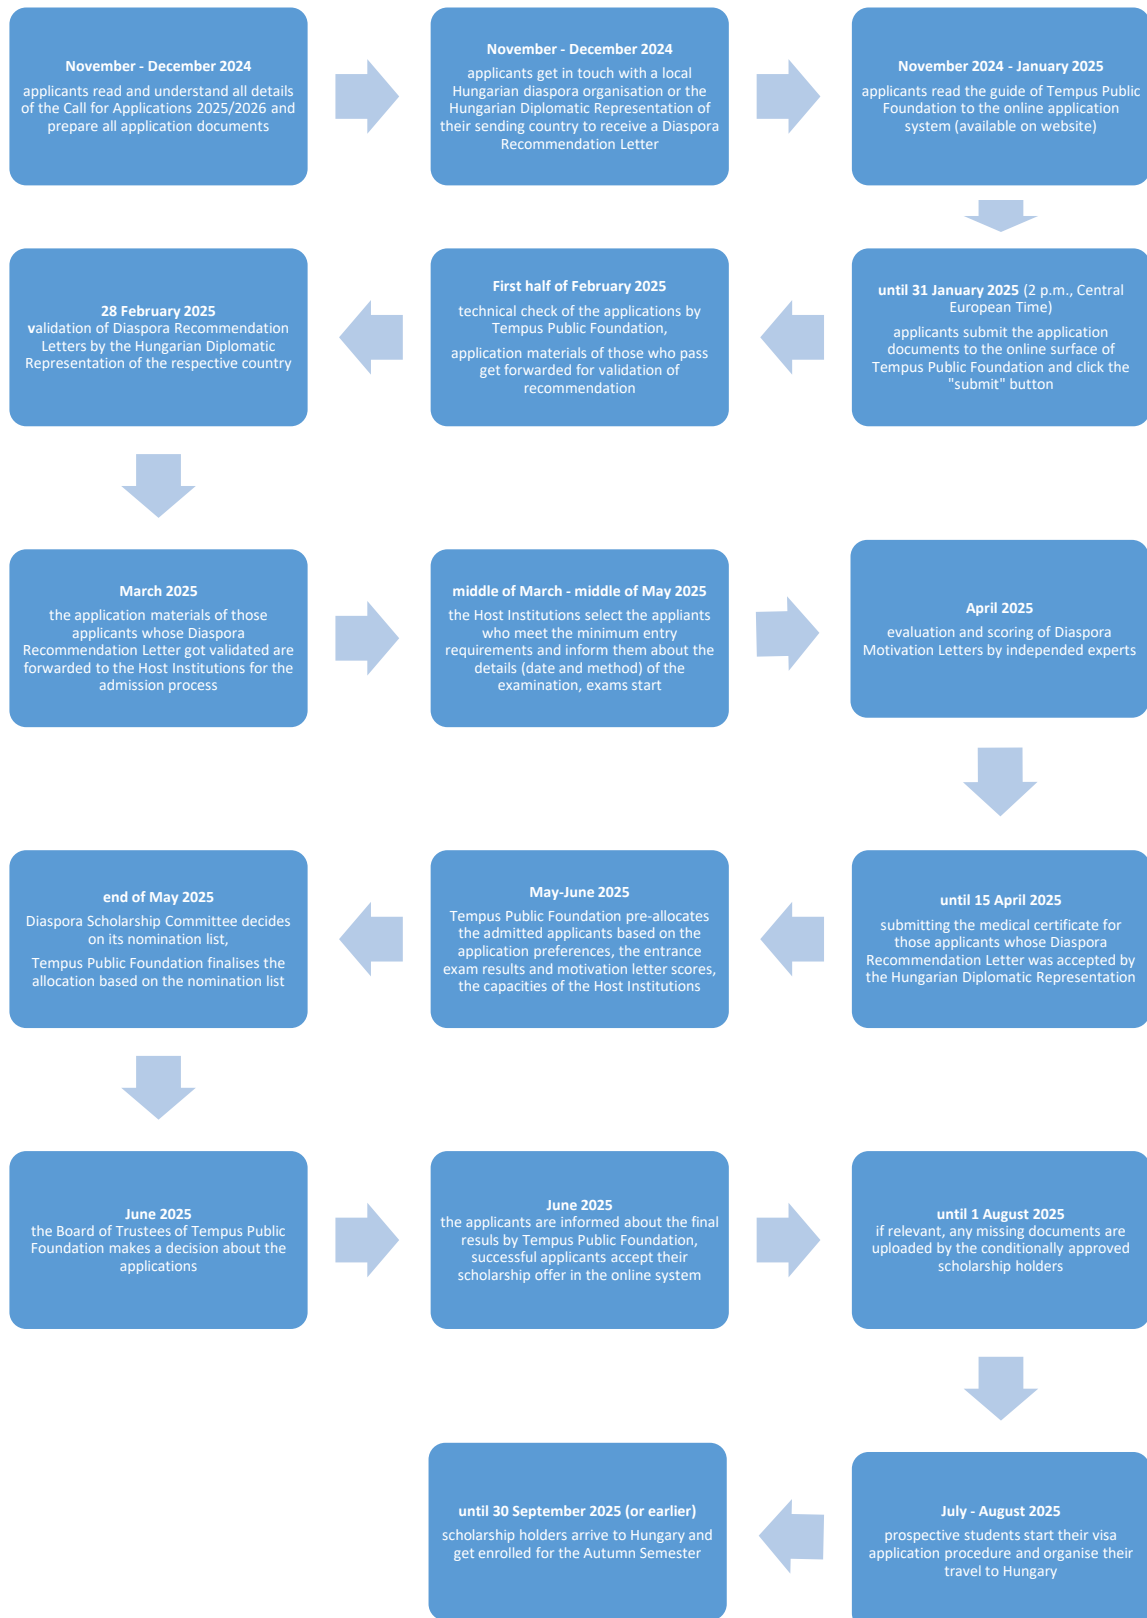 November - December 2024
applicants read and understand all details
of the Call for Applications 2025/2026 and
prepare all application documents
November - December 2024
applicants get in touch with a local
Hungarian diaspora organisation or the
Hungarian Diplomatic Representation of
their sending country to receive a Diaspora
Recommendation Letter
November 2024 - January 2025
applicants read the guide of Tempus Public
Foundation to the online application
system (available on website)
until 31 January 2025 (2 p.m., Central
European Time)
applicants submit the application
documents to the online surface of
Tempus Public Foundation and click the
"submit" button
First half of February 2025
technical check of the applications by
Tempus Public Foundation,
application materials of those who pass
get forwarded for validation of
recommendation
28 February 2025
validation of Diaspora Recommendation
Letters by the Hungarian Diplomatic
Representation of the respective country
March 2025
the application materials of those
applicants whose Diaspora
Recommendation Letter got validated are
forwarded to the Host Institutions for the
admission process
middle of March - middle of May 2025
the Host Institutions select the appliants
who meet the minimum entry
requirements and inform them about the
details (date and method) of the
examination, exams start
April 2025
evaluation and scoring of Diaspora
Motivation Letters by independed experts
until 15 April 2025
submitting the medical certificate for
those applicants whose Diaspora
Recommendation Letter was accepted by
the Hungarian Diplomatic Representation
May-June 2025
Tempus Public Foundation pre-allocates
the admitted applicants based on the
application preferences, the entrance
exam results and motivation letter scores,
the capacities of the Host Institutions
end of May 2025
Diaspora Scholarship Committee decides
on its nomination list,
Tempus Public Foundation finalises the
allocation based on the nomination list
June 2025
the Board of Trustees of Tempus Public
Foundation makes a decision about the
applications
June 2025
the applicants are informed about the final
resuls by Tempus Public Foundation,
successful applicants accept their
scholarship offer in the online system
until 1 August 2025
if relevant, any missing documents are
uploaded by the conditionally approved
scholarship holders
July - August 2025
prospective students start their visa
application procedure and organise their
travel to Hungary
until 30 September 2025 (or earlier)
scholarship holders arrive to Hungary and
get enrolled for the Autumn Semester